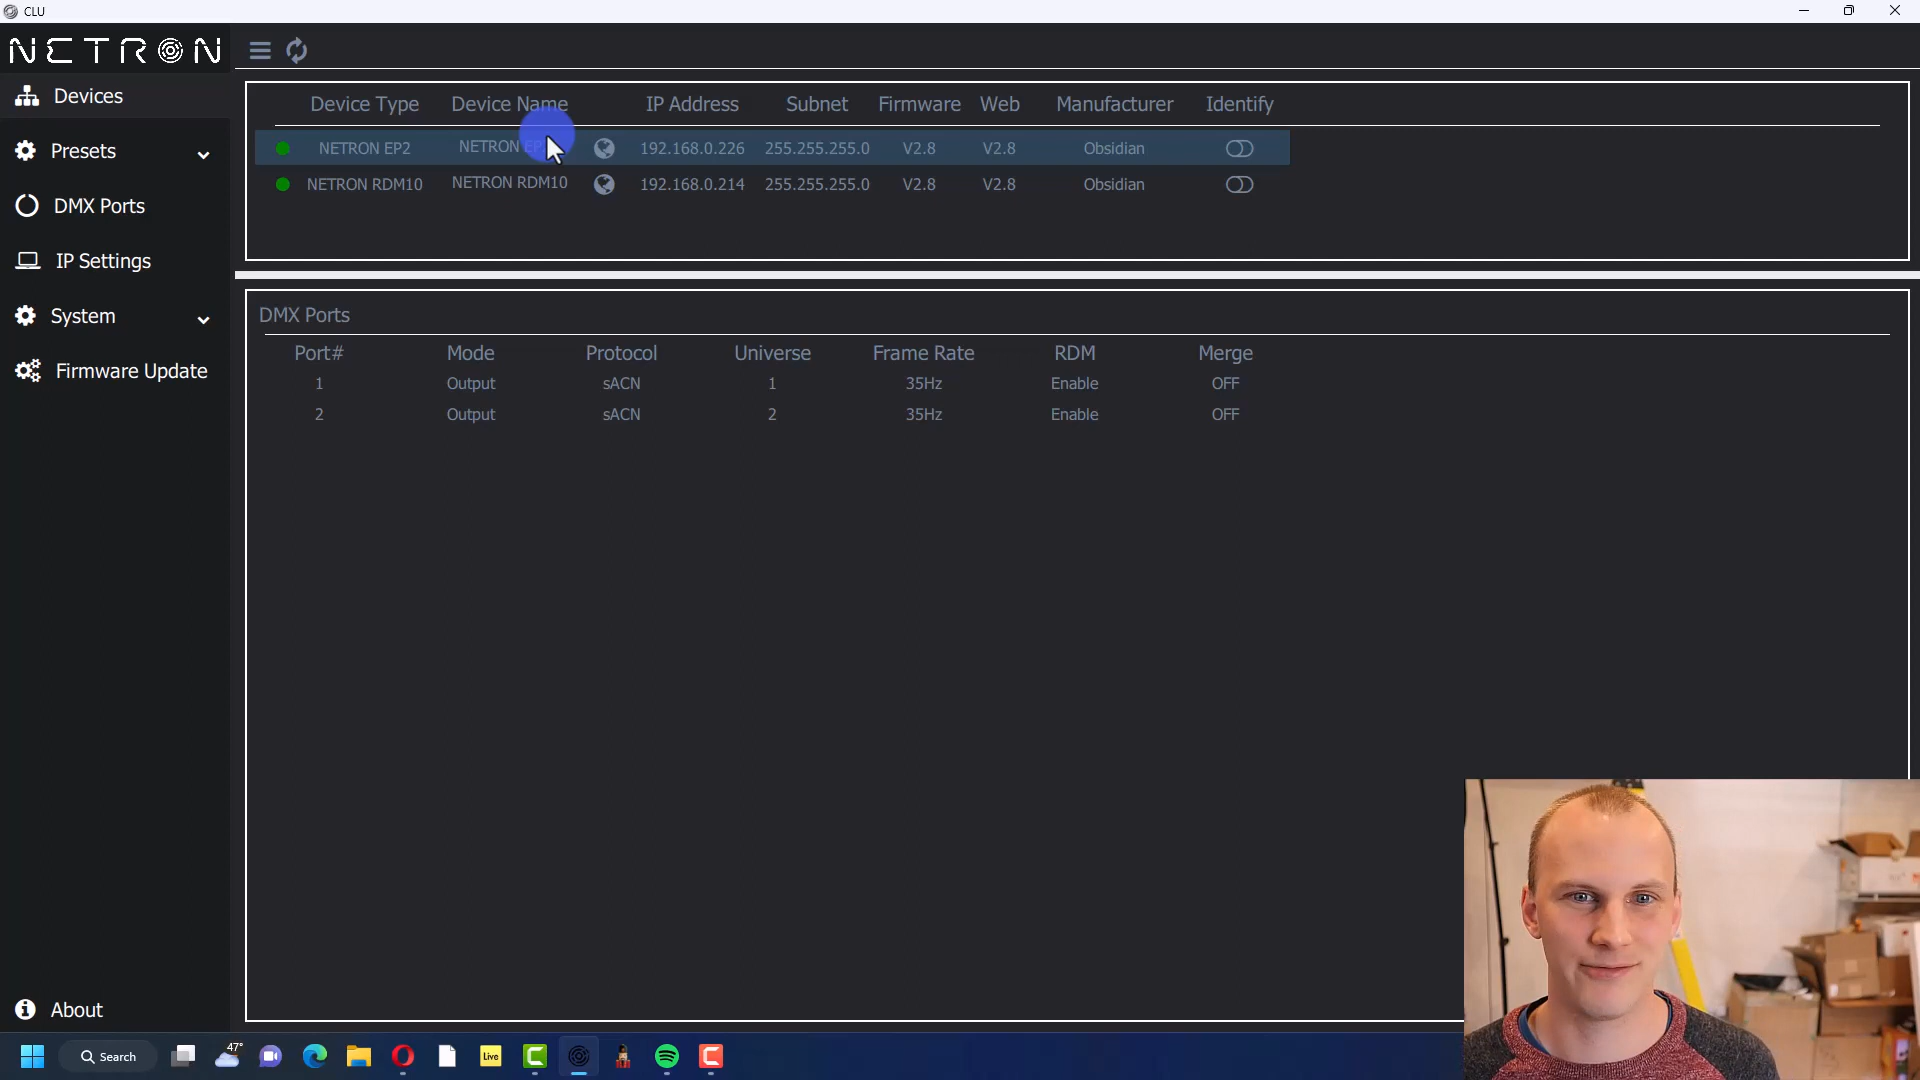 CLU
NETRON
Devices
Presets
DMX Ports
IP Settings
System
Firmware Update
About
Device Type Device Name IP Address Subnet Firmware Web Manufacturer Identify
NETRON EP2 NETRON 192.168.0.226 255.255.255.0 V2.8 V2.8 Obsidian
NETRON RDM10 NETRON RDM10 192.168.0.214 255.255.255.0 V2.8 V2.8 Obsidian
DMX Ports
Port# Mode Protocol Universe Frame Rate RDM Merge
1 Output sACN 1 35Hz Enable OFF
2 Output sACN 2 35Hz Enable OFF
Search
47°
Live